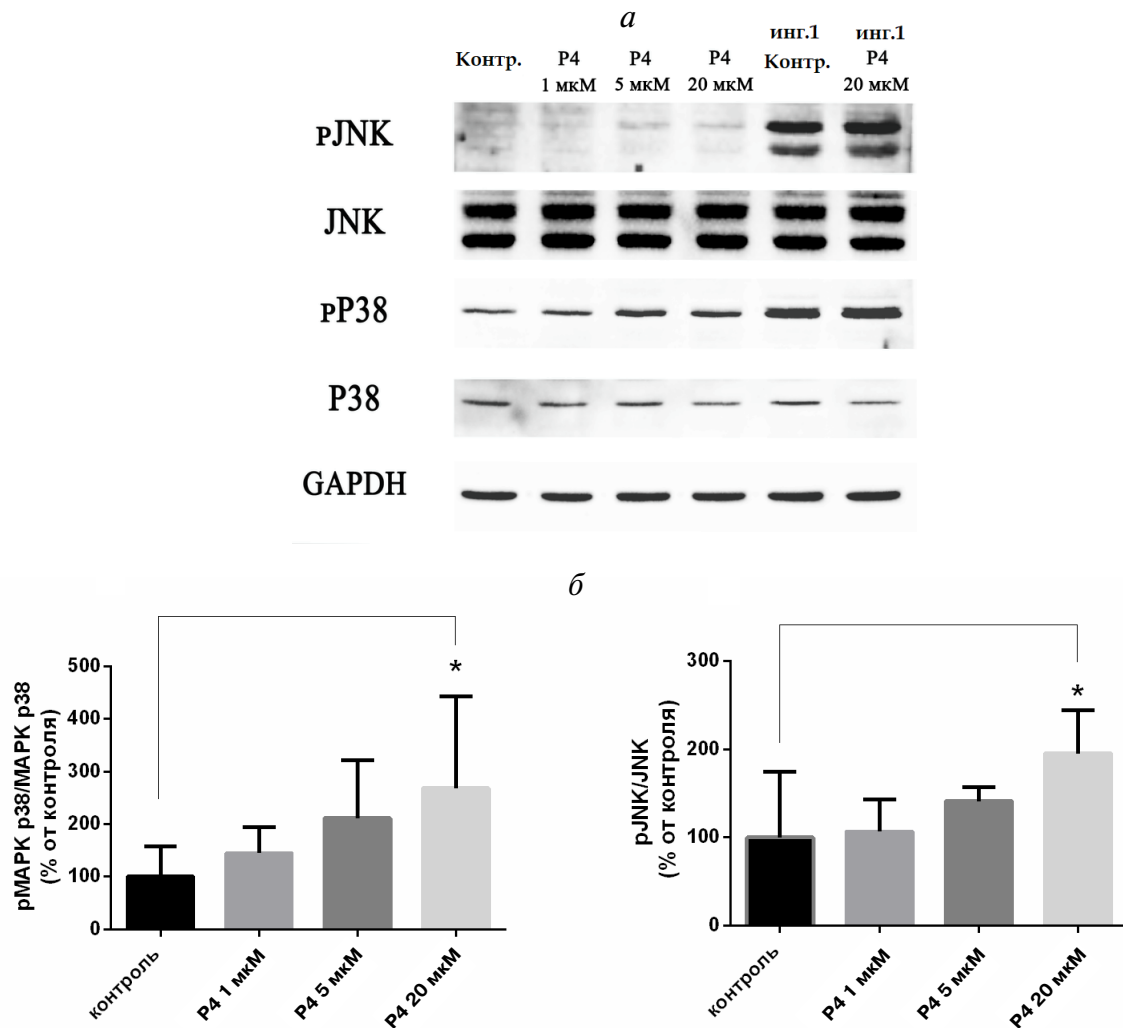 а
инг.1 инг.1
Контр. P4 P4 P4 Контр. P4
1 мкМ 5 мкМ 20 мкМ 20 мкМ
pJNK
JNK
pP38
P38
GAPDH
б
pMAPK p38/MAPK p38
(% от контроля)
500
400
300
200
100
0
*
контроль
P4 1 мкМ
P4 5 мкМ
P4 20 мкМ
pJNK/JNK
(% от контроля)
300
200
100
0
*
контроль
P4 1 мкМ
P4 5 мкМ
P4 20 мкМ